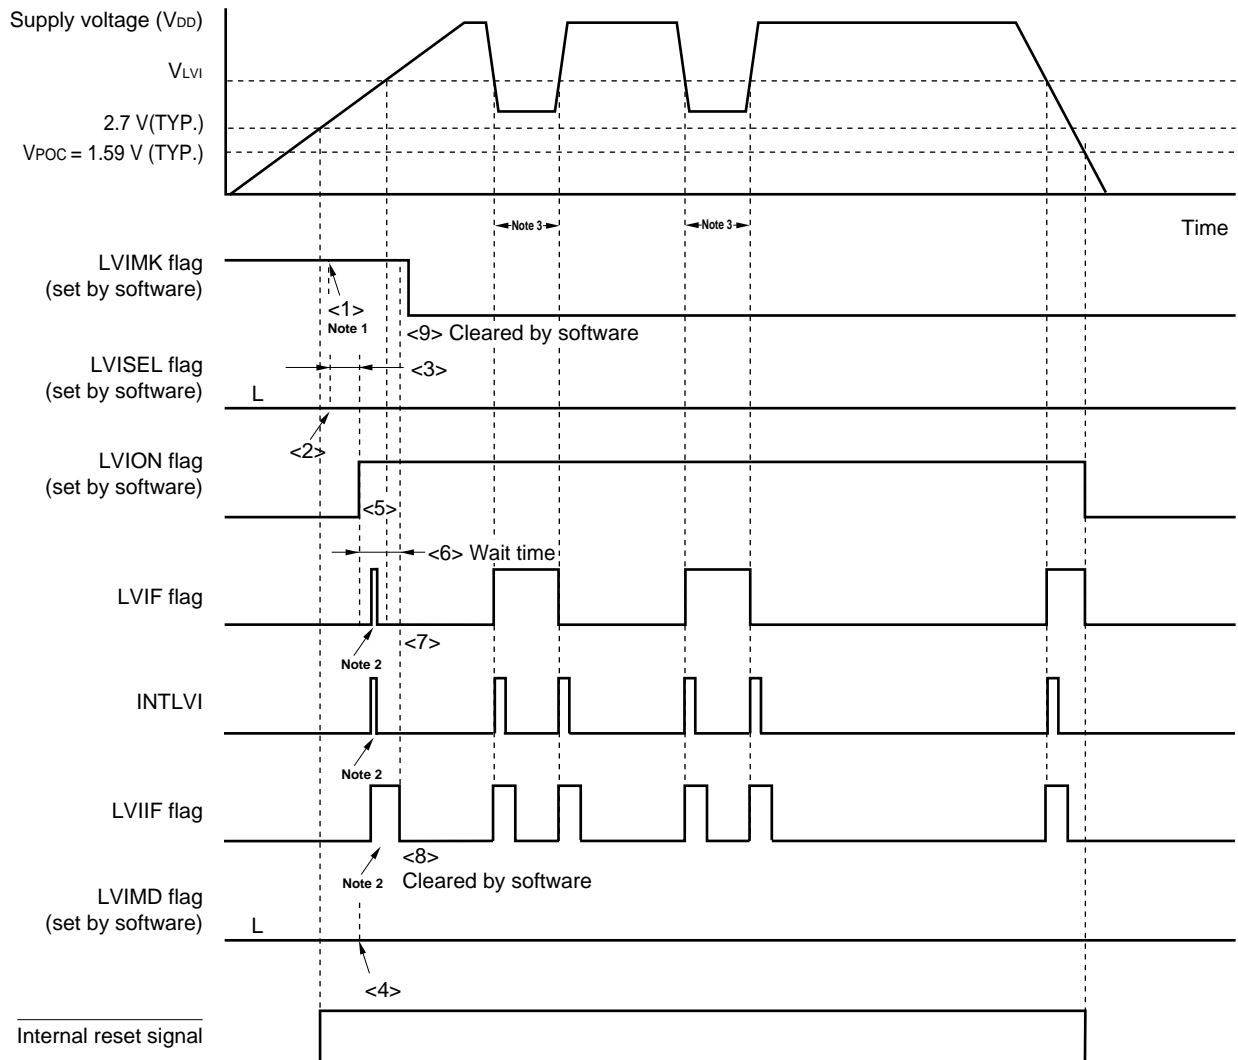 Supply voltage (VDD)
VLVI
2.7 V(TYP.)
VPOC = 1.59 V (TYP.)
Note 3
Note 3
Time
LVIMK flag
(set by software)
<1>
Note 1
<9> Cleared by software
LVISEL flag
(set by software)
L
<3>
<2>
LVION flag
(set by software)
<5>
<6> Wait time
LVIF flag
<7>
Note 2
INTLVI
Note 2
LVIIF flag
<8>
Note 2
Cleared by software
LVIMD flag
(set by software)
L
<4>
Internal reset signal